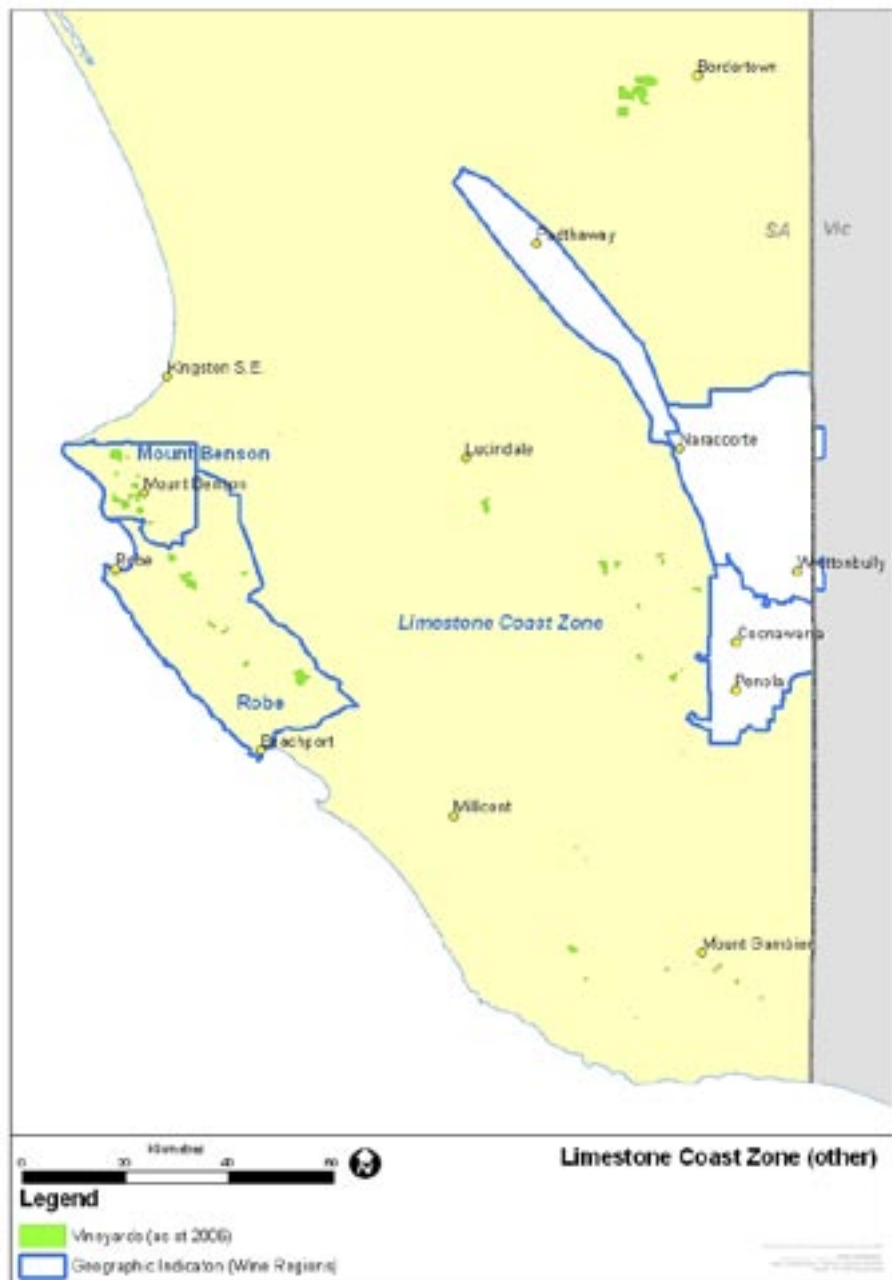 Bordertown
Padthaway
SA Vic
Kingston S.E.
Naracoorte
Lucindale
Mount Benson
Mount Benson
Robe
Wrattonbully
Limestone Coast Zone
Coonawarra
Penola
Robe
Beachport
Millicent
Mount Gambier
Kilometres
0 20 40 60
Limestone Coast Zone (other)
Legend
Vineyards (as at 2006)
Geographic Indicaton (Wine Regions)